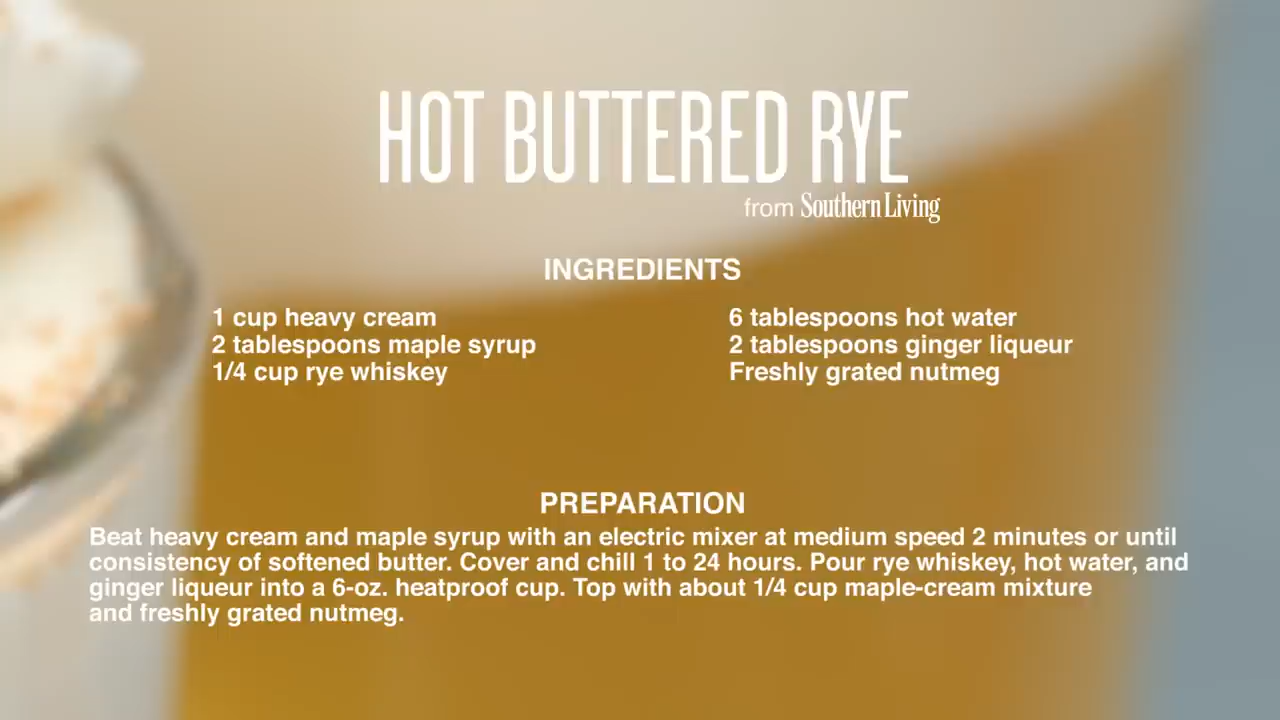 HOT BUTTERED RYE
from Southern Living
INGREDIENTS
1 cup heavy cream
2 tablespoons maple syrup
1/4 cup rye whiskey
6 tablespoons hot water
2 tablespoons ginger liqueur
Freshly grated nutmeg
PREPARATION
Beat heavy cream and maple syrup with an electric mixer at medium speed 2 minutes or until
consistency of softened butter. Cover and chill 1 to 24 hours. Pour rye whiskey, hot water, and
ginger liqueur into a 6-oz. heatproof cup. Top with about 1/4 cup maple-cream mixture
and freshly grated nutmeg.